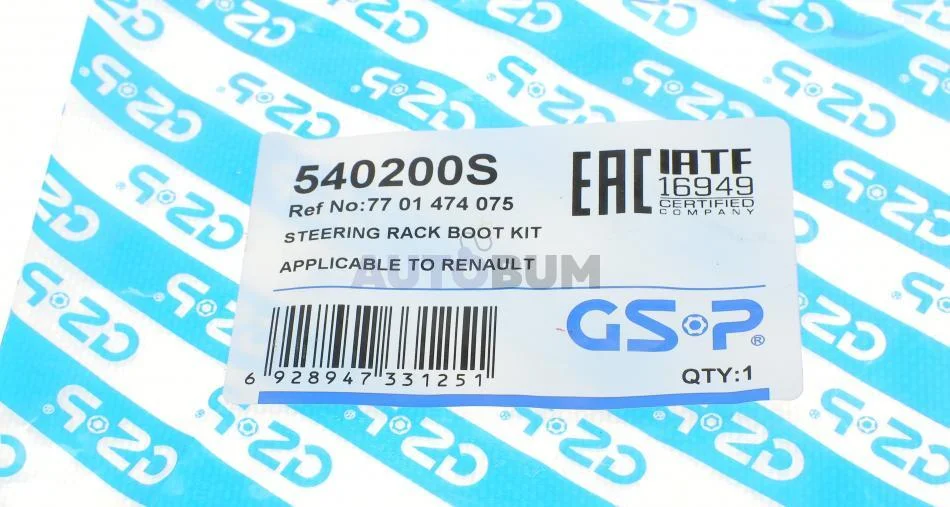 540200S
Ref No:77 01 474 075
STEERING RACK BOOT KIT
APPLICABLE TO RENAULT
EAC
IATF
16949
CERTIFIED
COMPANY
AUTOBUM
GSP®
6 928947 331251
QTY:1